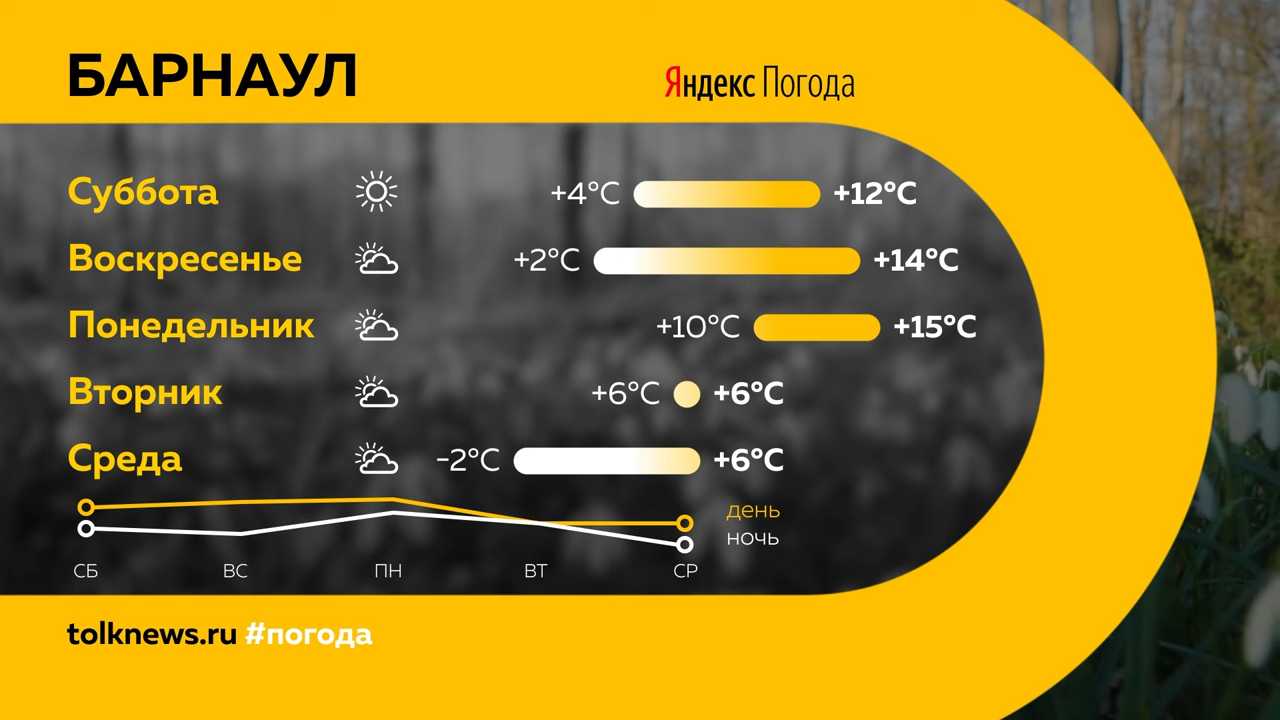 БАРНАУЛ
Яндекс Погода
Суббота +4°C +12°C
Воскресенье +2°C +14°C
Понедельник +10°C +15°C
Вторник +6°C +6°C
Среда -2°C +6°C
день
ночь
СБ ВС ПН ВТ СР
tolknews.ru #погода